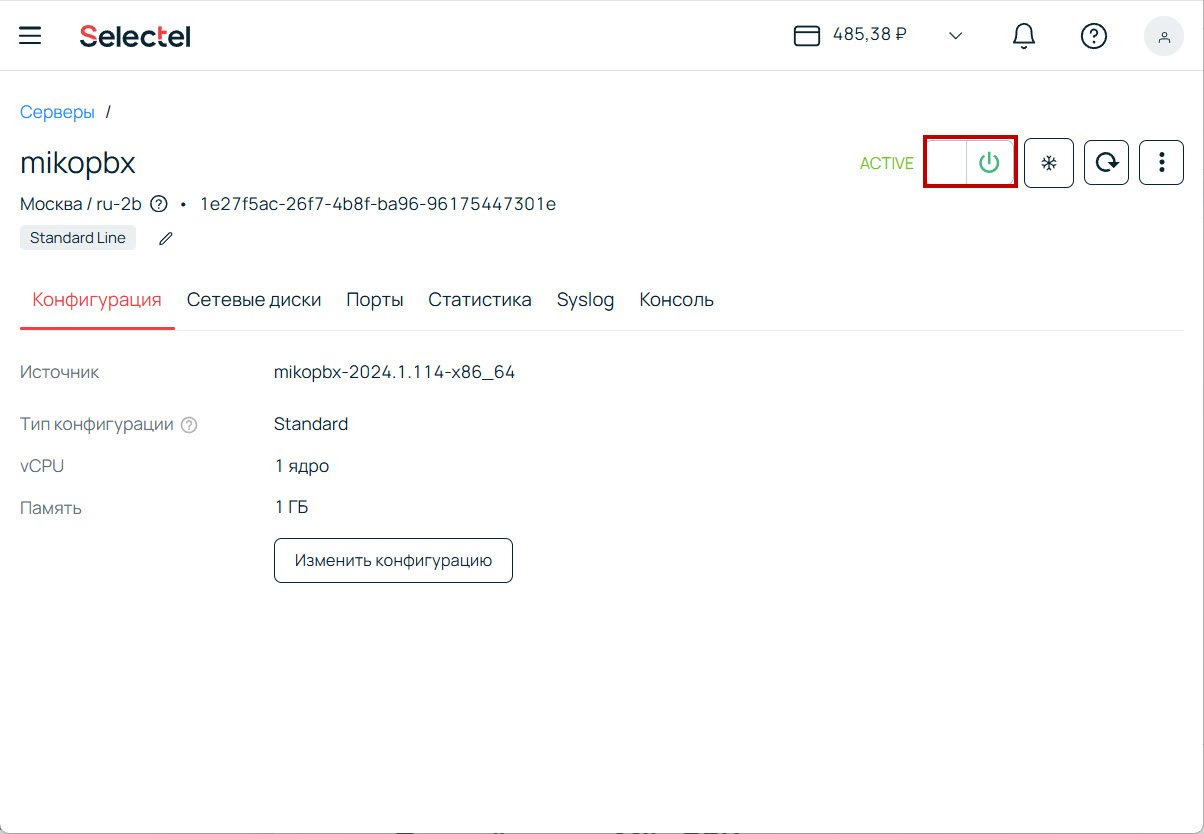 Selectel
485,38 ₽
Серверы /
mikopbx
ACTIVE
Москва / ru-2b ? • 1e27f5ac-26f7-4b8f-ba96-96175447301e
Standard Line
Конфигурация Сетевые диски Порты Статистика Syslog Консоль
Источник mikopbx-2024.1.114-x86_64
Тип конфигурации ? Standard
vCPU 1 ядро
Память 1 ГБ
Изменить конфигурацию